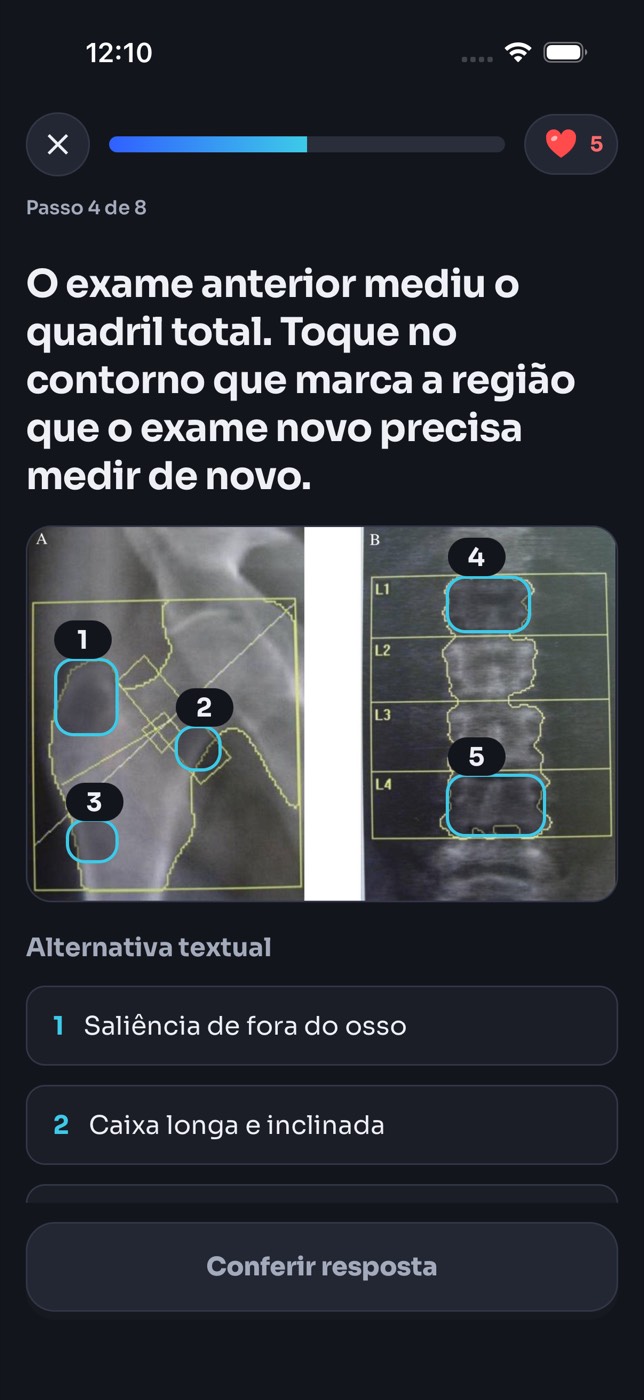 12:10
5
Passo 4 de 8
O exame anterior mediu o
quadril total. Toque no
contorno que marca a região
que o exame novo precisa
medir de novo.
A
B
4
L1
1
L2
2
L3
5
3
L4
Alternativa textual
1 Saliência de fora do osso
2 Caixa longa e inclinada
Conferir resposta